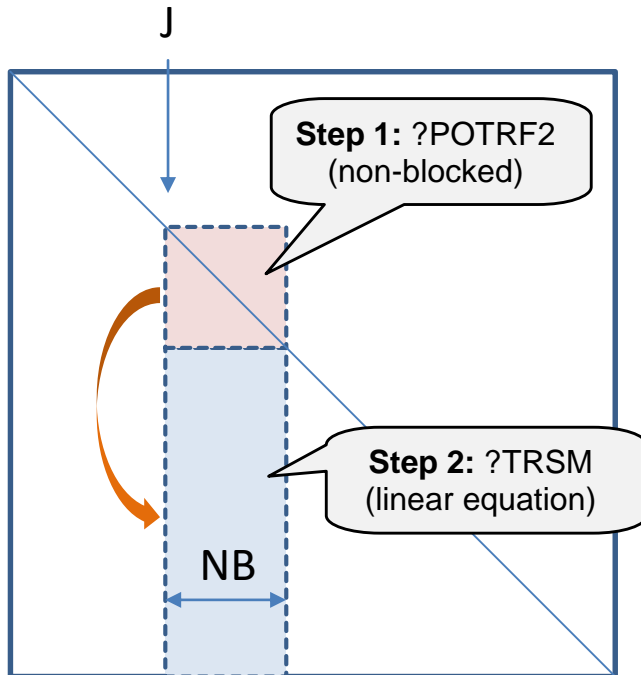 J
Step 1: ?POTRF2
(non-blocked)
Step 2: ?TRSM
(linear equation)
NB